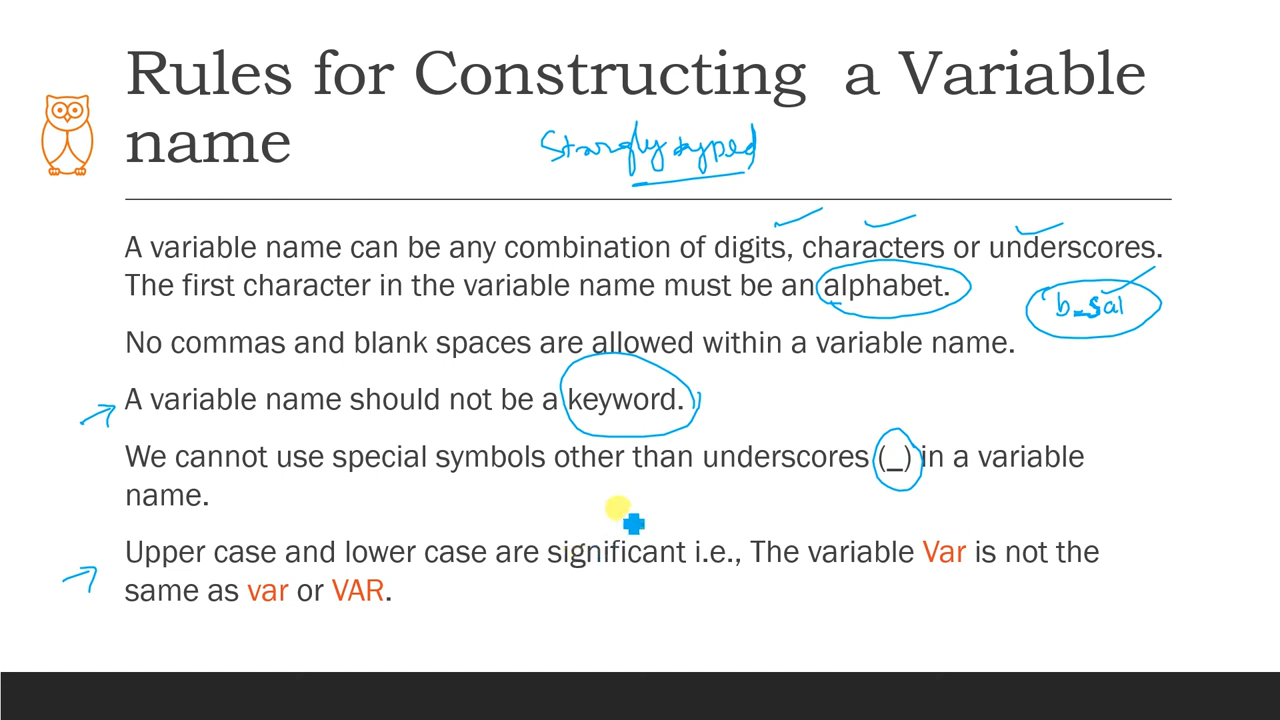 Rules for Constructing a Variable
name
Strongly typed
A variable name can be any combination of digits, characters or underscores.
The first character in the variable name must be an alphabet.
b_sal
No commas and blank spaces are allowed within a variable name.
A variable name should not be a keyword.
We cannot use special symbols other than underscores (_) in a variable
name.
Upper case and lower case are significant i.e., The variable Var is not the
same as var or VAR.